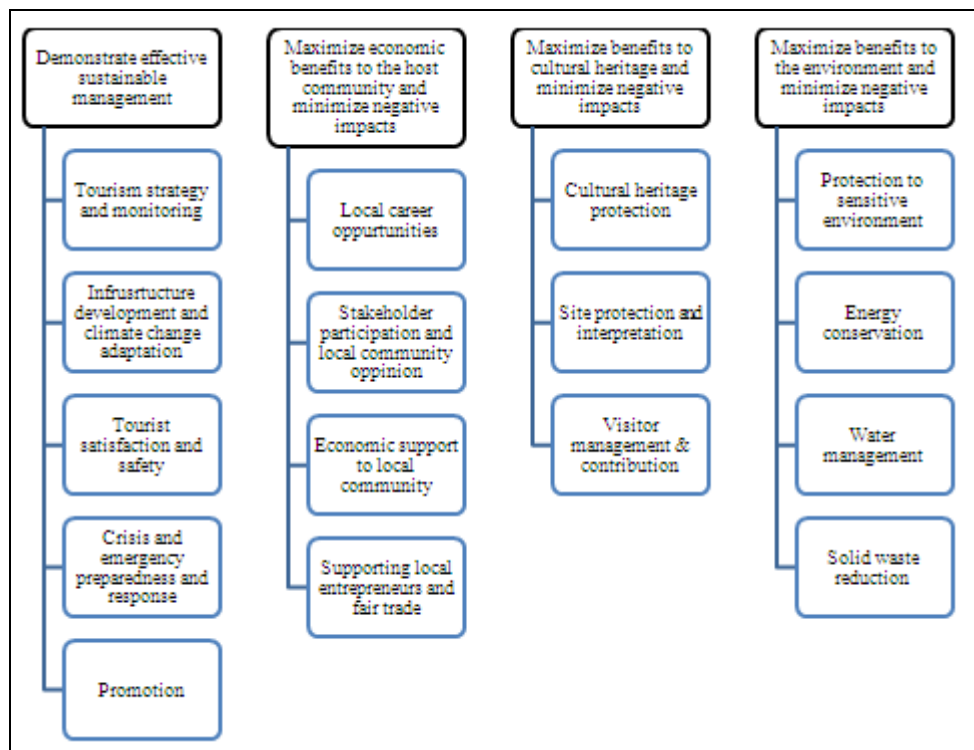 Demonstrate effective
sustainable
management
Tourism strategy
and monitoring
Infrusrtucture
development and
climate change
adaptation
Tourist
satisfaction and
safety
Crisis and
emergency
preparedness and
response
Promotion
Maximize economic
benefits to the host
community and
minimize negative
impacts
Local career
oppurtunities
Stakeholder
participation and
local community
oppinion
Economic support
to local
community
Supporting local
entrepreneurs and
fair trade
Maximize benefits to
cultural heritage and
minimize negative
impacts
Cultural heritage
protection
Site protection and
interpretation
Visitor
management &
contribution
Maximize benefits to
the environment and
minimize negative
impacts
Protection to
sensitive
environment
Energy
conservation
Water
management
Solid waste
reduction